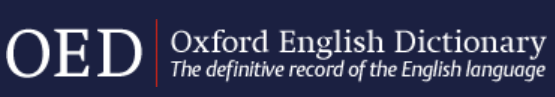 OED
Oxford English Dictionary
The definitive record of the English language